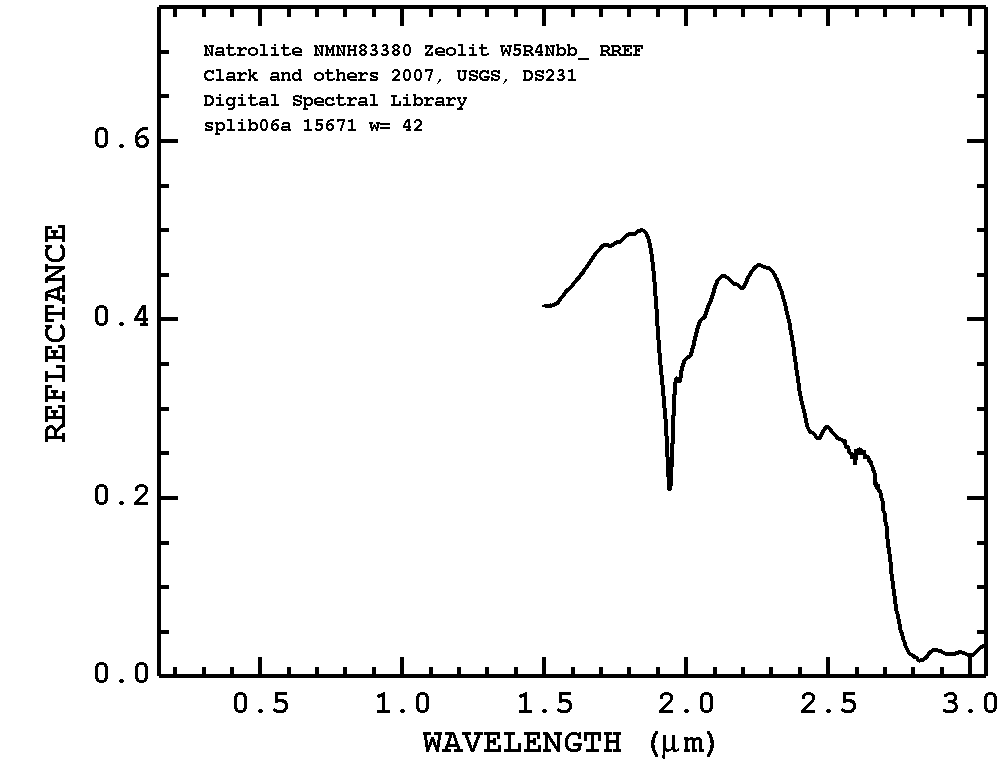 Natrolite NMNH83380 Zeolit W5R4Nbb_ RREF
Clark and others 2007, USGS, DS231
Digital Spectral Library
splib06a 15671 w= 42
0.6
0.4
0.2
0.0
REFLECTANCE
0.5 1.0 1.5 2.0 2.5 3.0
WAVELENGTH (μm)